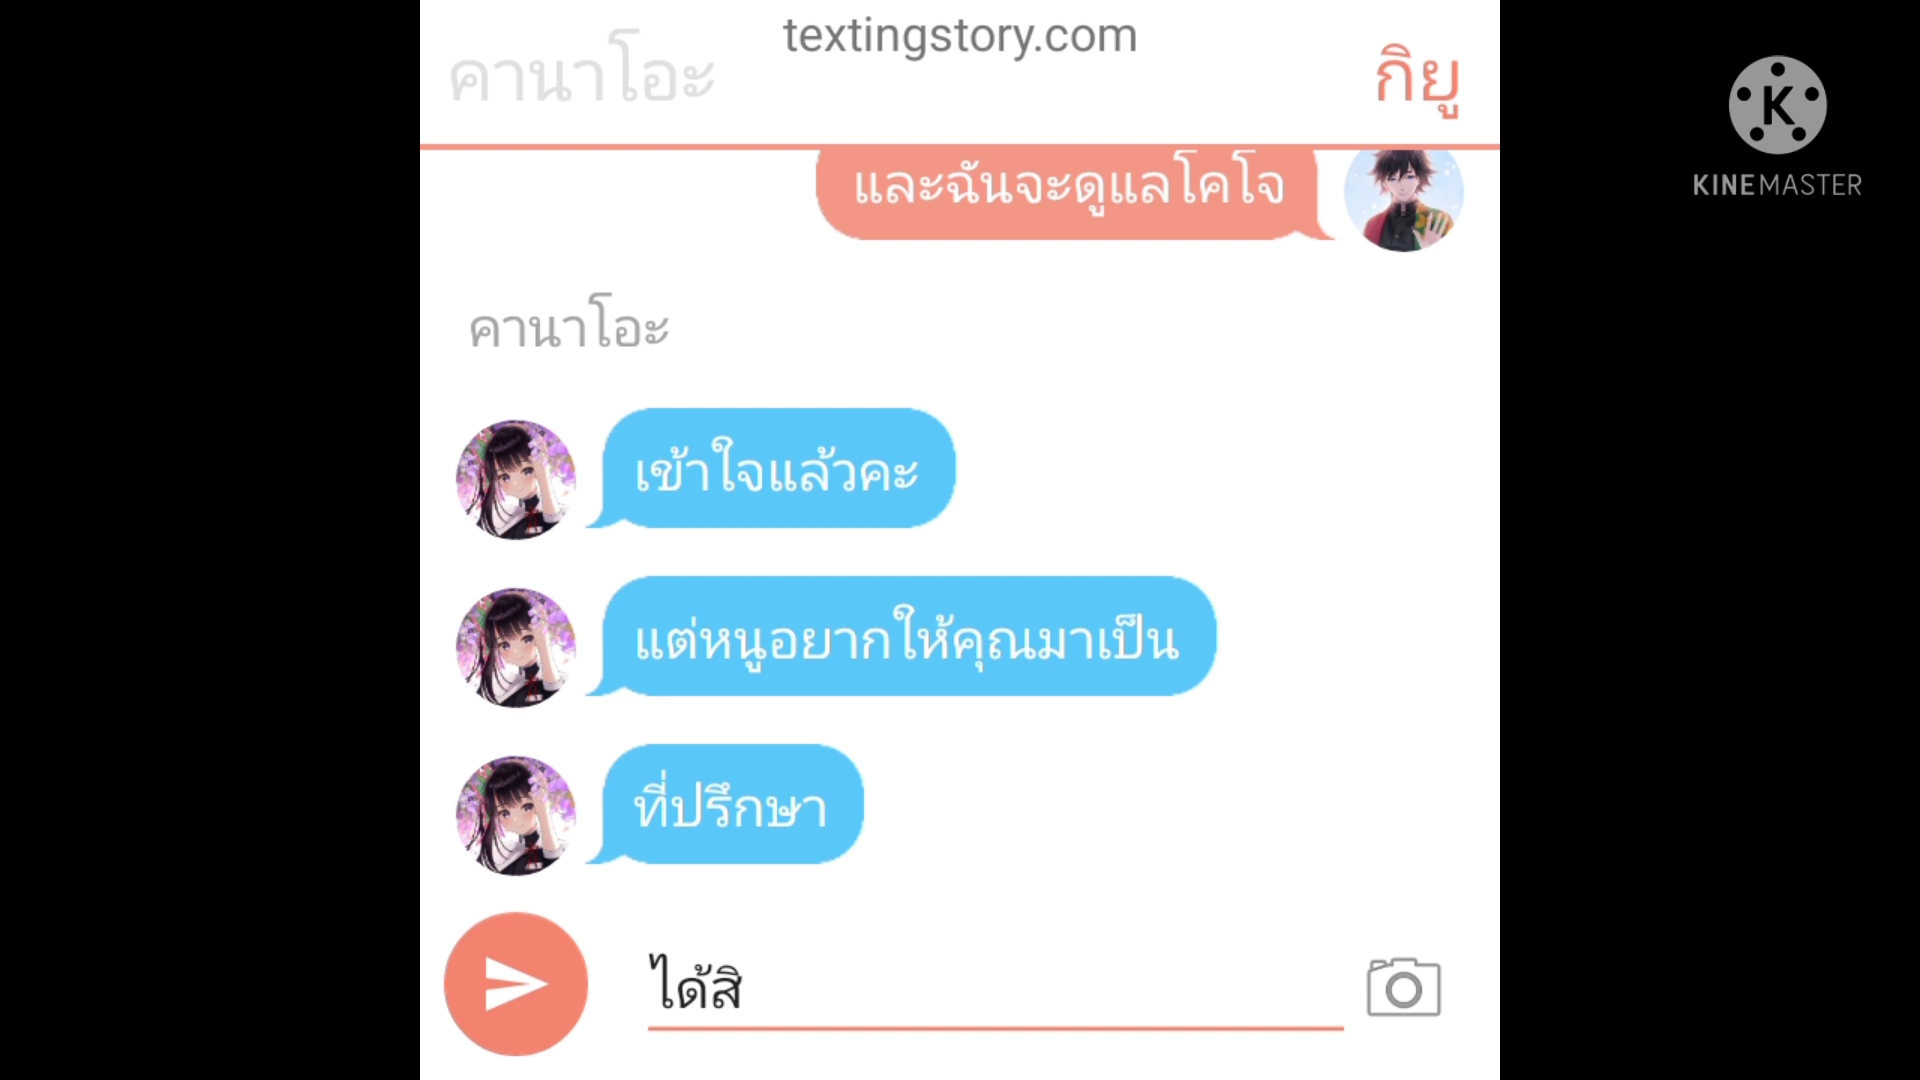 textingstory.com
คานาโอะ
กิยู
และฉันจะดูแลโคโจ
คานาโอะ
เข้าใจแล้วคะ
แต่หนูอยากให้คุณมาเป็น
ที่ปรึกษา
ได้สิ
K
KINEMASTER